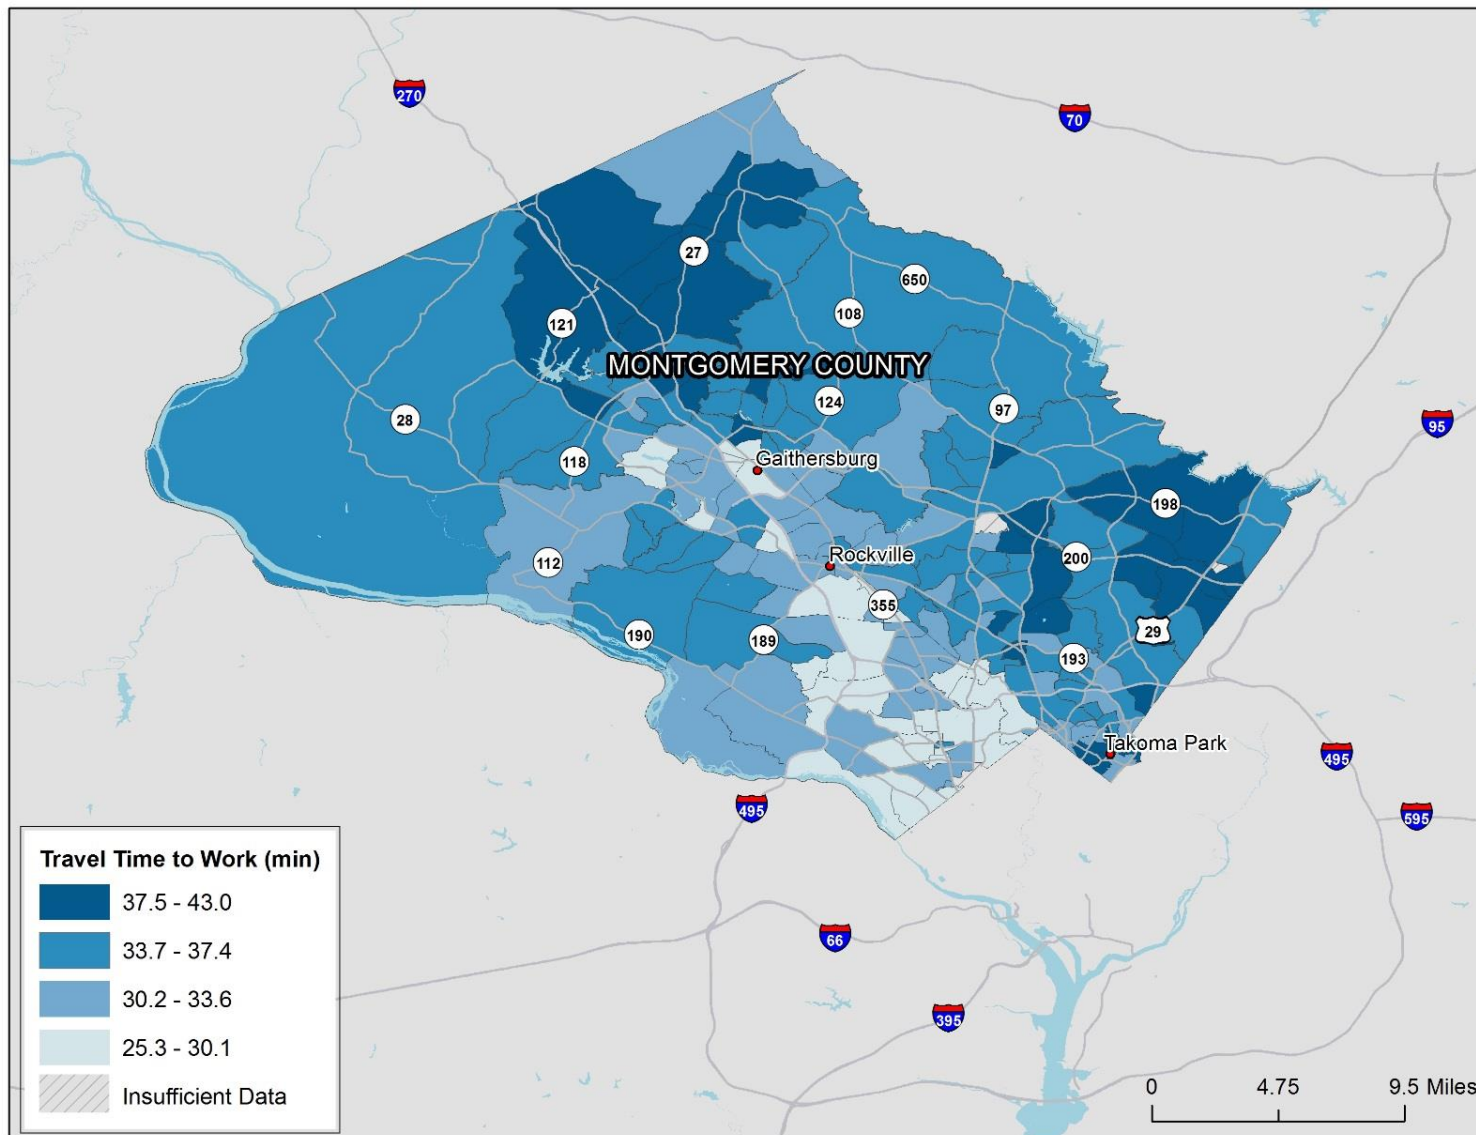 270
70
27
650
121
108
MONTGOMERY COUNTY
124
97
28
95
118
Gaithersburg
198
112
Rockville
200
355
190
189
29
193
Takoma Park
495
495
595
66
395
Travel Time to Work (min)
37.5 - 43.0
33.7 - 37.4
30.2 - 33.6
25.3 - 30.1
Insufficient Data
0 4.75 9.5 Miles